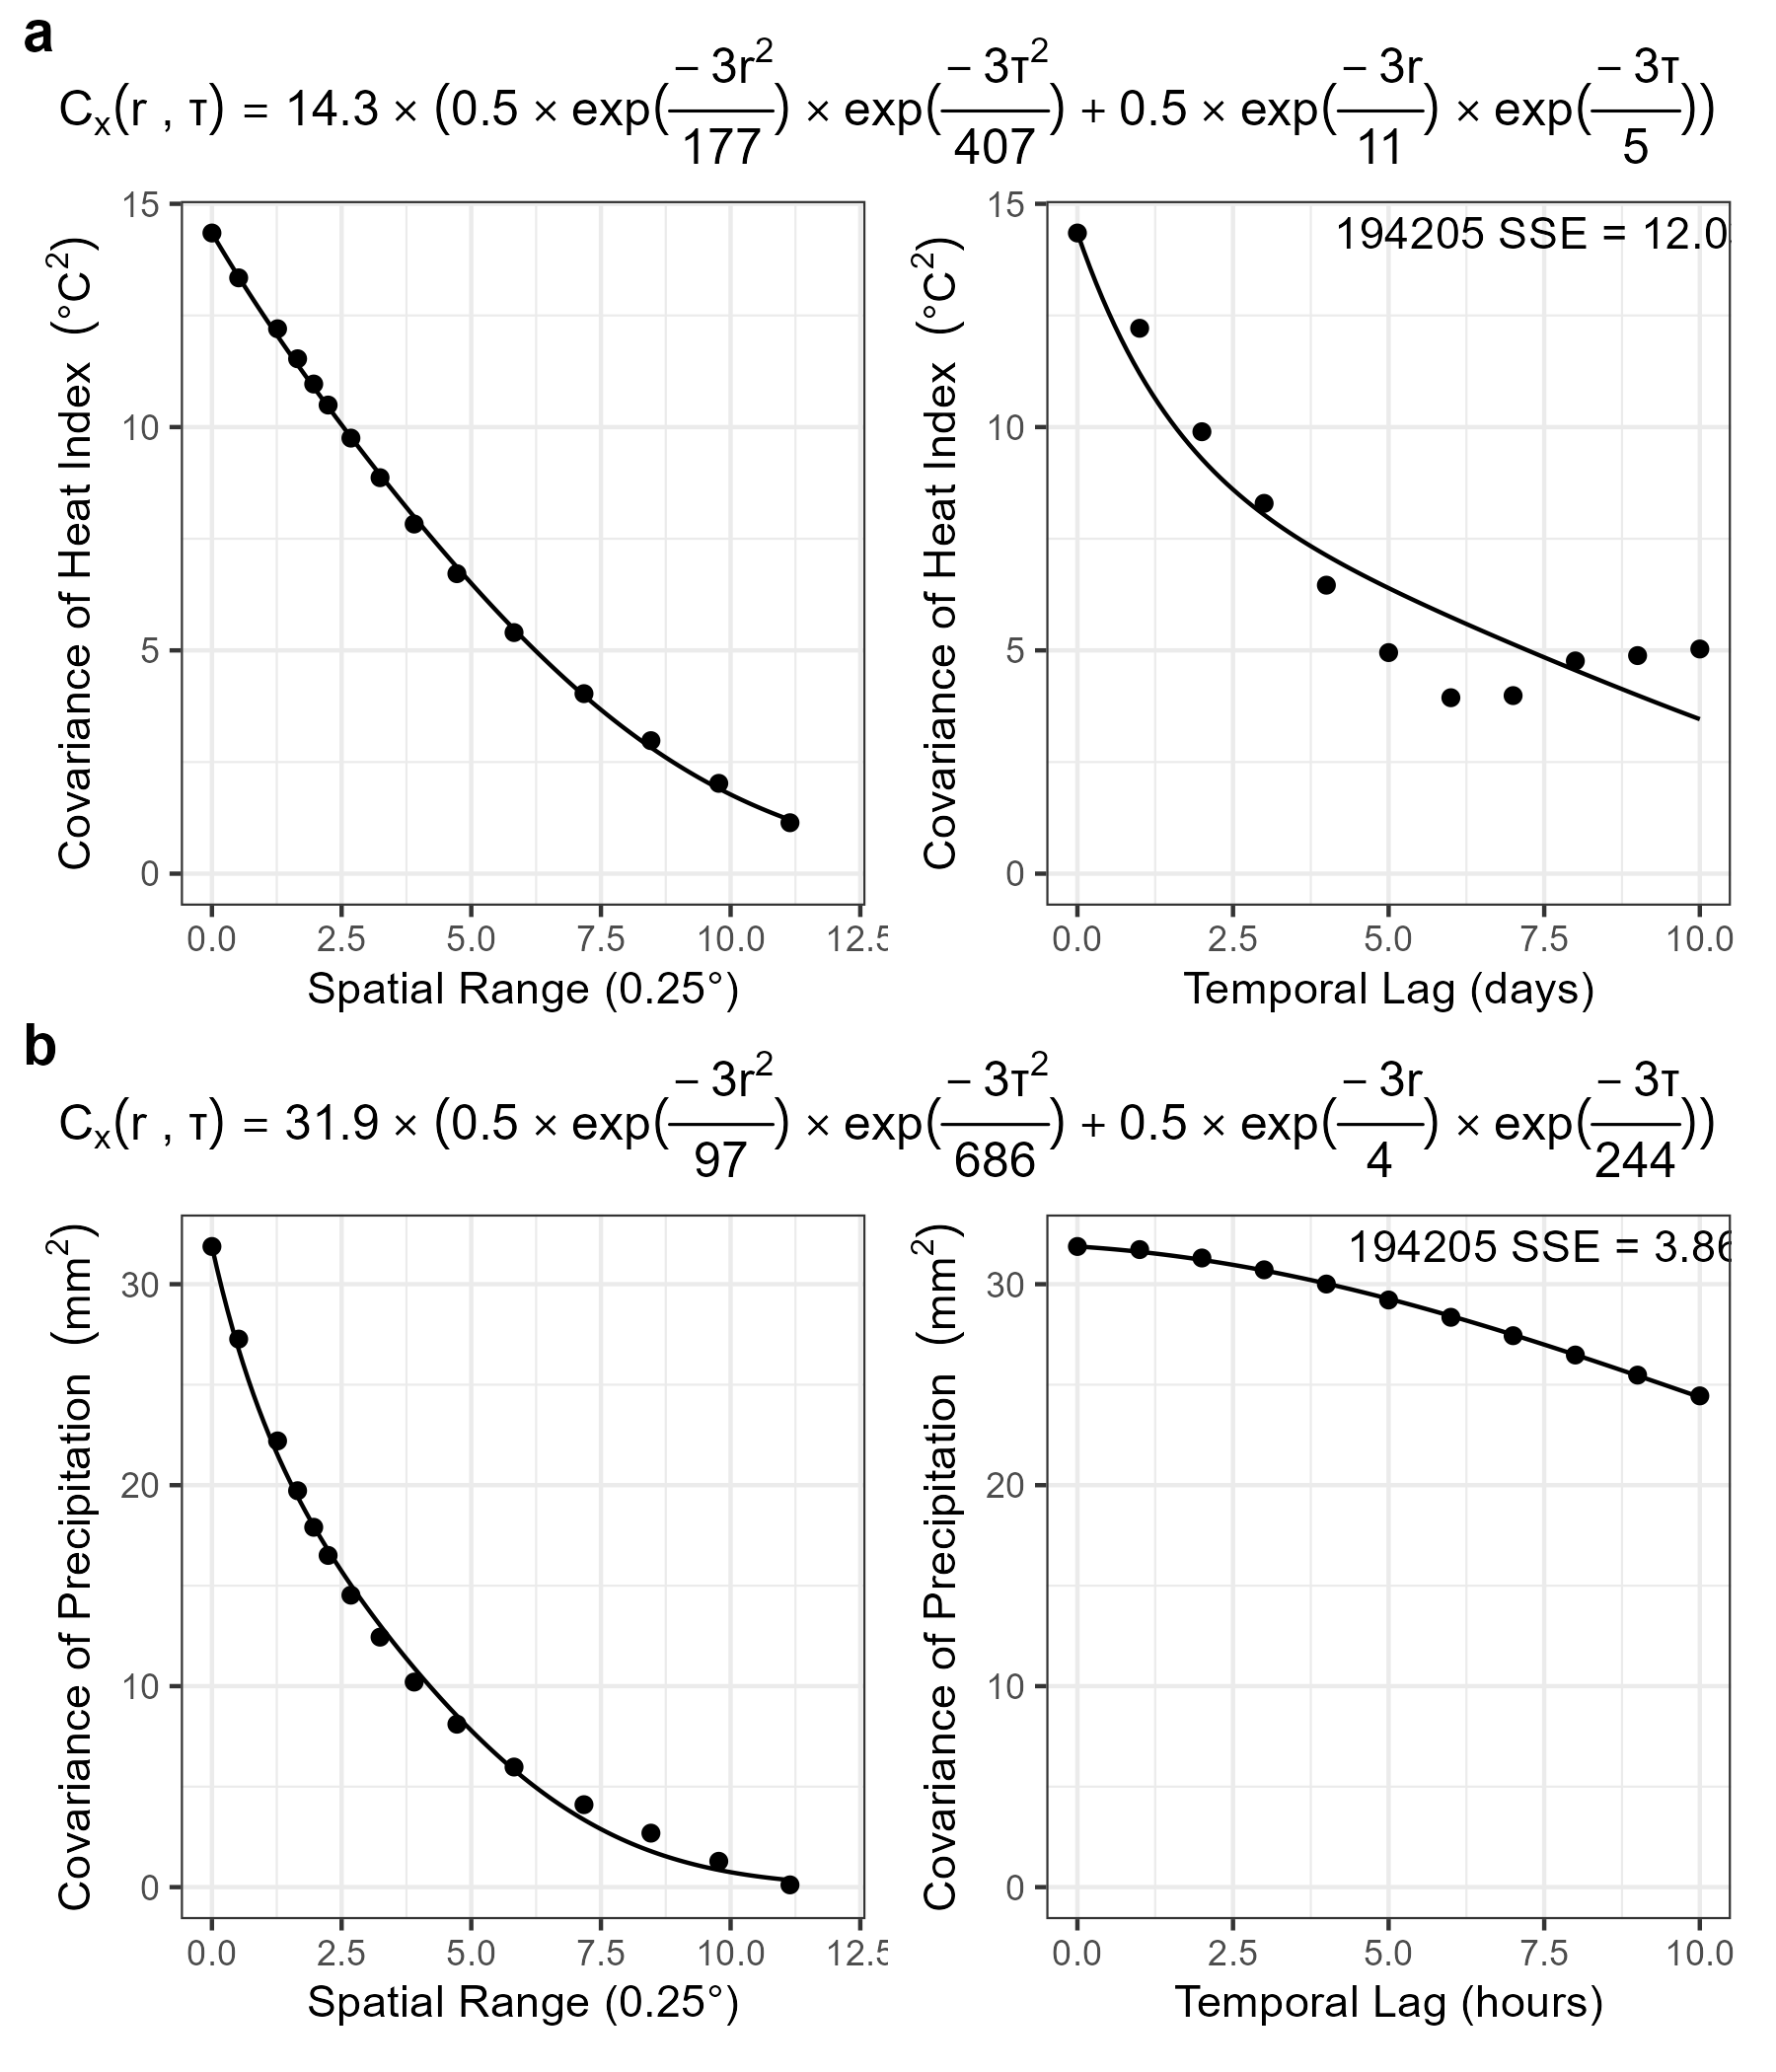 a
Cₓ(r , τ) = 14.3 × (0.5 × exp(− 3r²/177) × exp(− 3τ²/407) + 0.5 × exp(− 3r/11) × exp(− 3τ/5))
Covariance of Heat Index (°C²)
15
10
5
0
0.0 2.5 5.0 7.5 10.0 12.5
Spatial Range (0.25°)
Covariance of Heat Index (°C²)
194205 SSE = 12.0
15
10
5
0
0.0 2.5 5.0 7.5 10.0
Temporal Lag (days)
b
Cₓ(r , τ) = 31.9 × (0.5 × exp(− 3r²/97) × exp(− 3τ²/686) + 0.5 × exp(− 3r/4) × exp(− 3τ/244))
Covariance of Precipitation (mm²)
30
20
10
0
0.0 2.5 5.0 7.5 10.0 12.5
Spatial Range (0.25°)
Covariance of Precipitation (mm²)
194205 SSE = 3.86
30
20
10
0
0.0 2.5 5.0 7.5 10.0
Temporal Lag (hours)